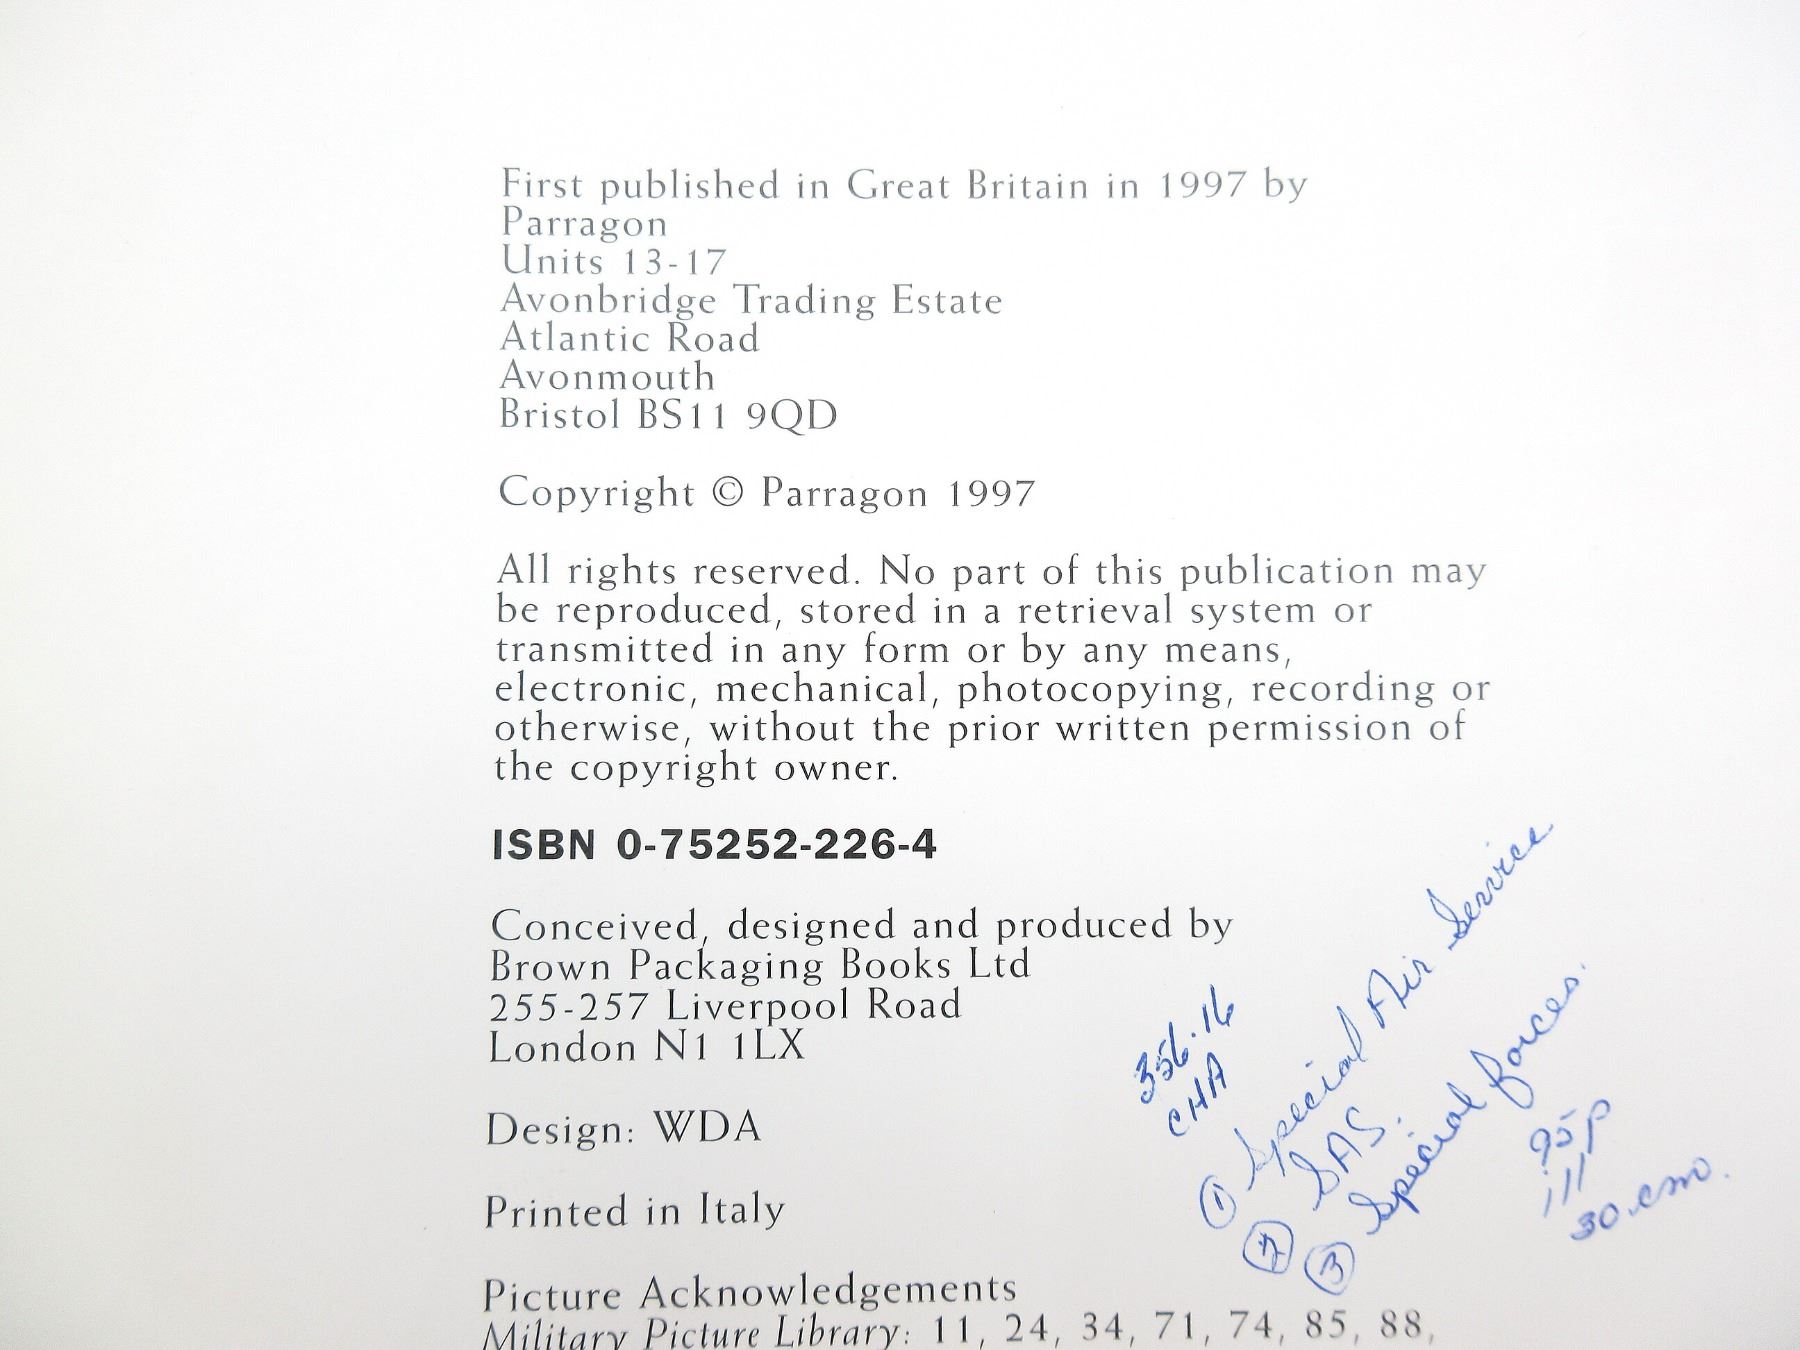 First published in Great Britain in 1997 by
Parragon
Units 13-17
Avonbridge Trading Estate
Atlantic Road
Avonmouth
Bristol BS11 9QD
Copyright © Parragon 1997
All rights reserved. No part of this publication may
be reproduced, stored in a retrieval system or
transmitted in any form or by any means,
electronic, mechanical, photocopying, recording or
otherwise, without the prior written permission of
the copyright owner.
ISBN 0-75252-226-4
Conceived, designed and produced by
Brown Packaging Books Ltd
255-257 Liverpool Road
London N1 1LX
Design: WDA
Printed in Italy
Picture Acknowledgements
Military Picture Library: 11, 24, 34, 71, 74, 85, 88,
356.16
CHA
① Special Air Service
② SAS.
③ Special forces.
95p
ill
30.cm.